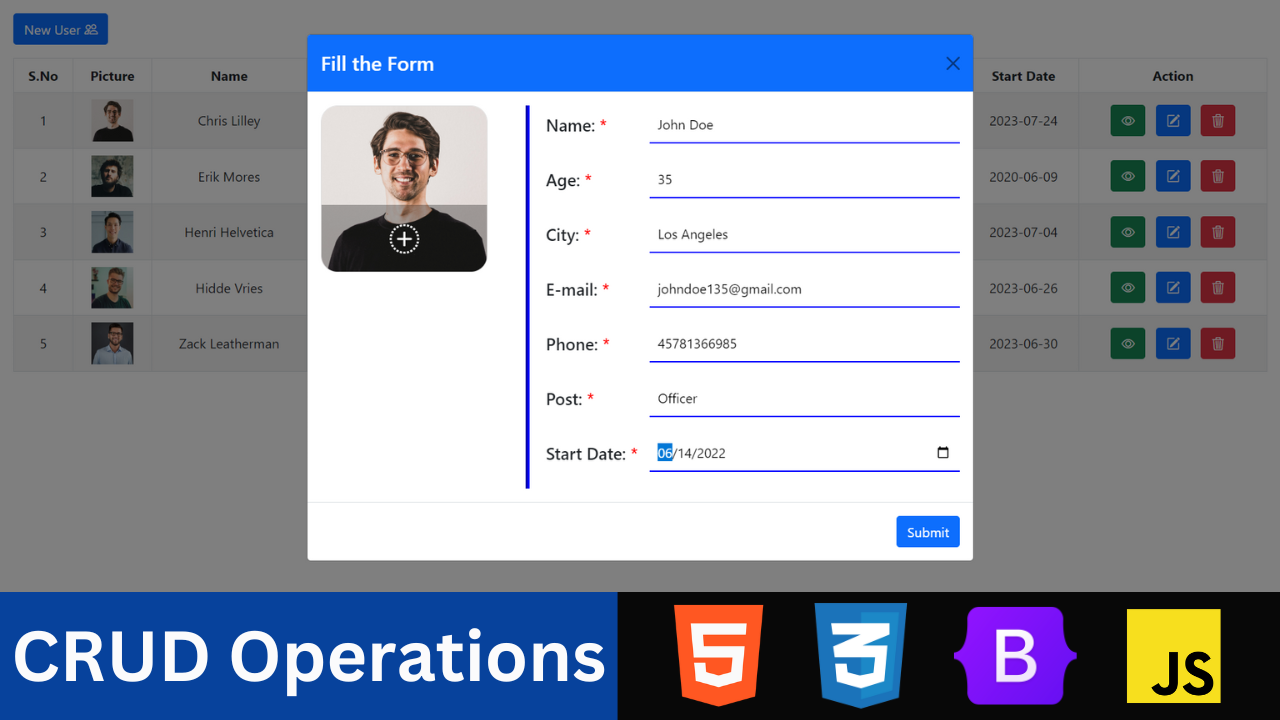 New User
S.No Picture Name Start Date Action
1 Chris Lilley 2023-07-24
2 Erik Mores 2020-06-09
3 Henri Helvetica 2023-07-04
4 Hidde Vries 2023-06-26
5 Zack Leatherman 2023-06-30
Fill the Form
Name: * John Doe
Age: * 35
City: * Los Angeles
E-mail: * johndoe135@gmail.com
Phone: * 45781366985
Post: * Officer
Start Date: * 06/14/2022
Submit
CRUD Operations
5 3 B JS